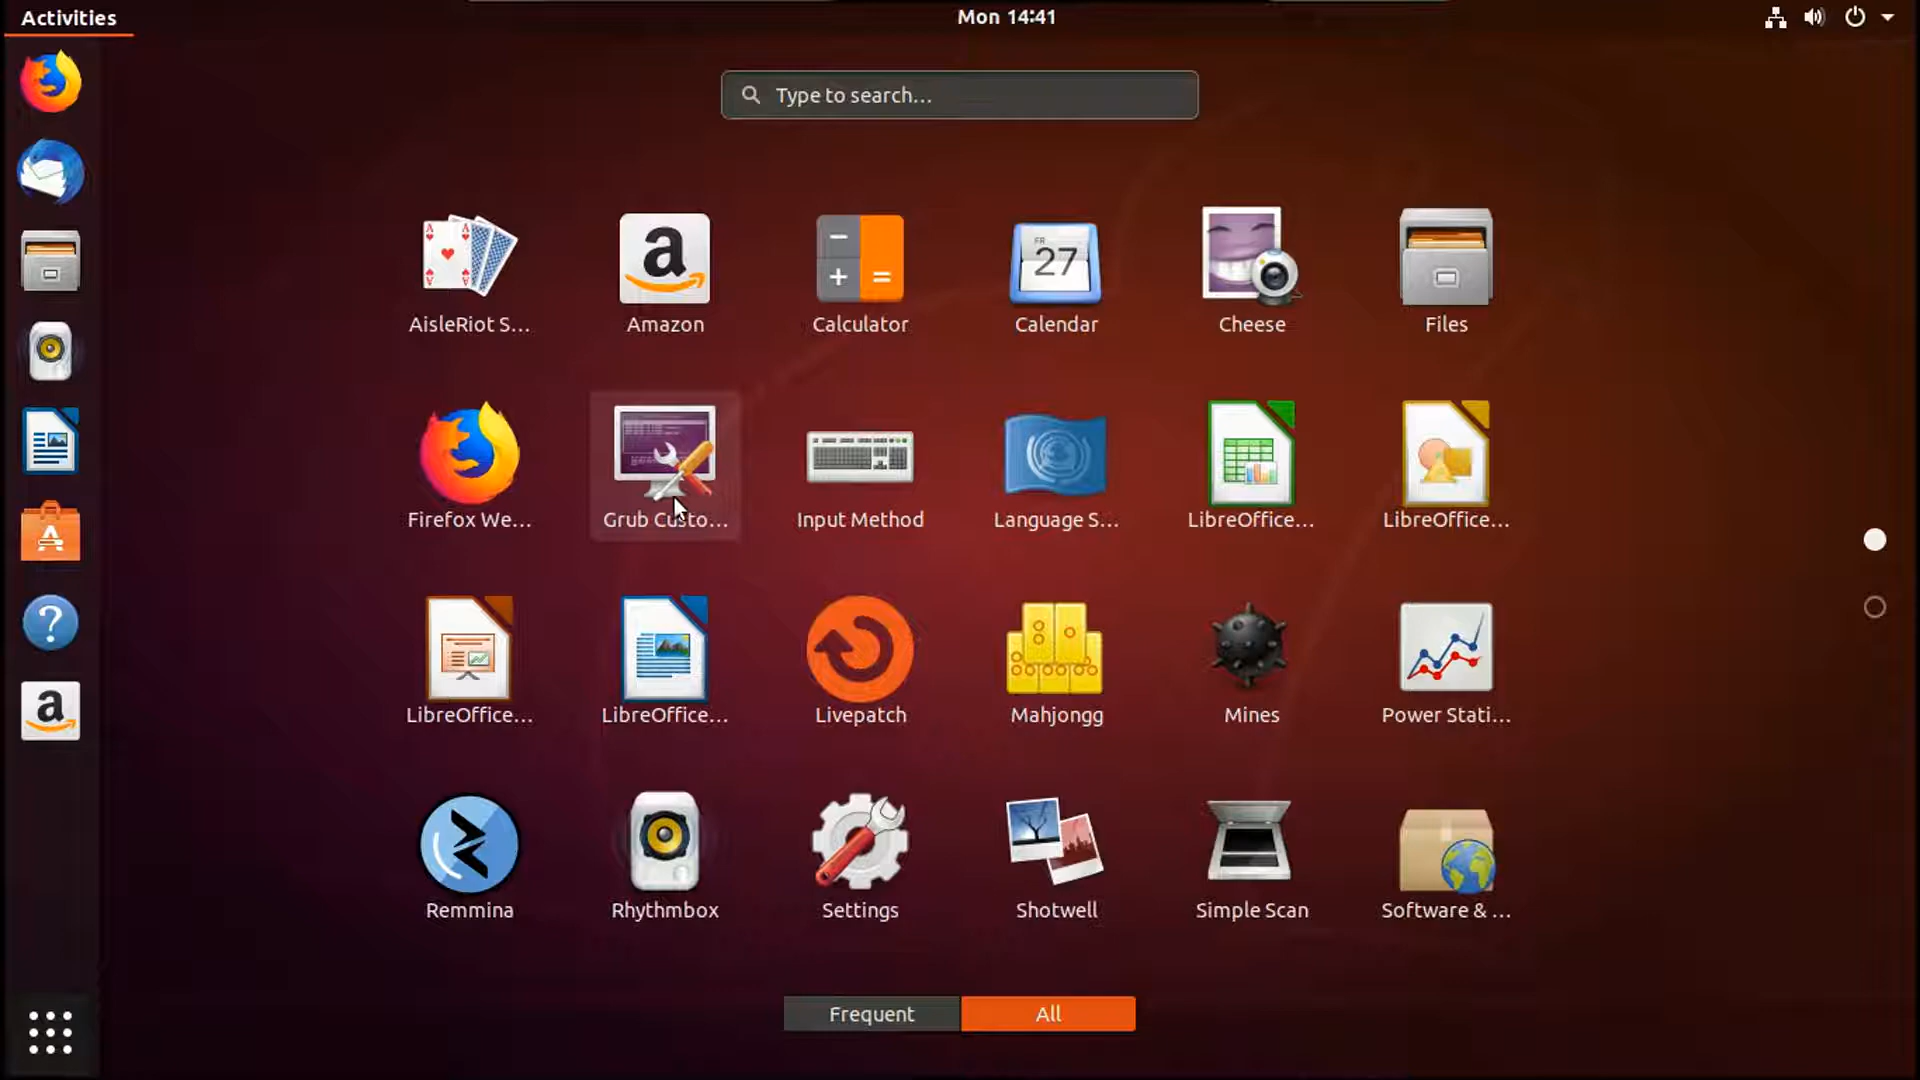 Activities
Mon 14:41
Type to search...
AisleRiot S...
Amazon
Calculator
FR
27
Calendar
Cheese
Files
Firefox We...
Grub Custo...
Input Method
Language S...
LibreOffice...
LibreOffice...
LibreOffice...
LibreOffice...
Livepatch
Mahjongg
Mines
Power Stati...
Remmina
Rhythmbox
Settings
Shotwell
Simple Scan
Software & ...
Frequent
All